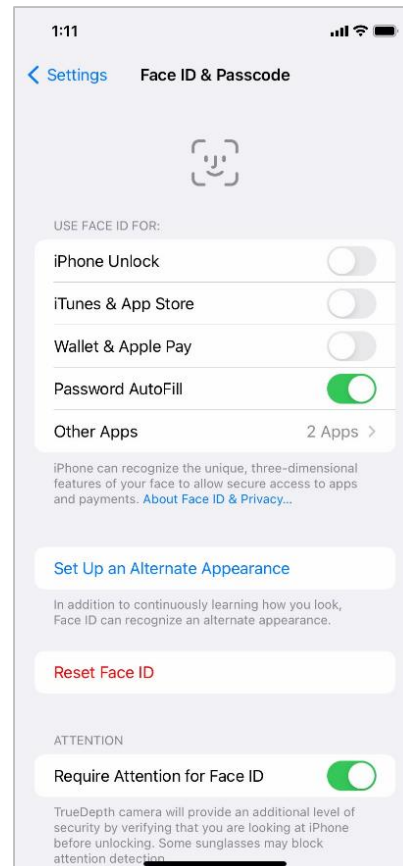 1:11
Settings Face ID & Passcode
USE FACE ID FOR:
iPhone Unlock
iTunes & App Store
Wallet & Apple Pay
Password AutoFill
Other Apps 2 Apps
iPhone can recognize the unique, three-dimensional
features of your face to allow secure access to apps
and payments. About Face ID & Privacy...
Set Up an Alternate Appearance
In addition to continuously learning how you look,
Face ID can recognize an alternate appearance.
Reset Face ID
ATTENTION
Require Attention for Face ID
TrueDepth camera will provide an additional level of
security by verifying that you are looking at iPhone
before unlocking. Some sunglasses may block
attention detection.